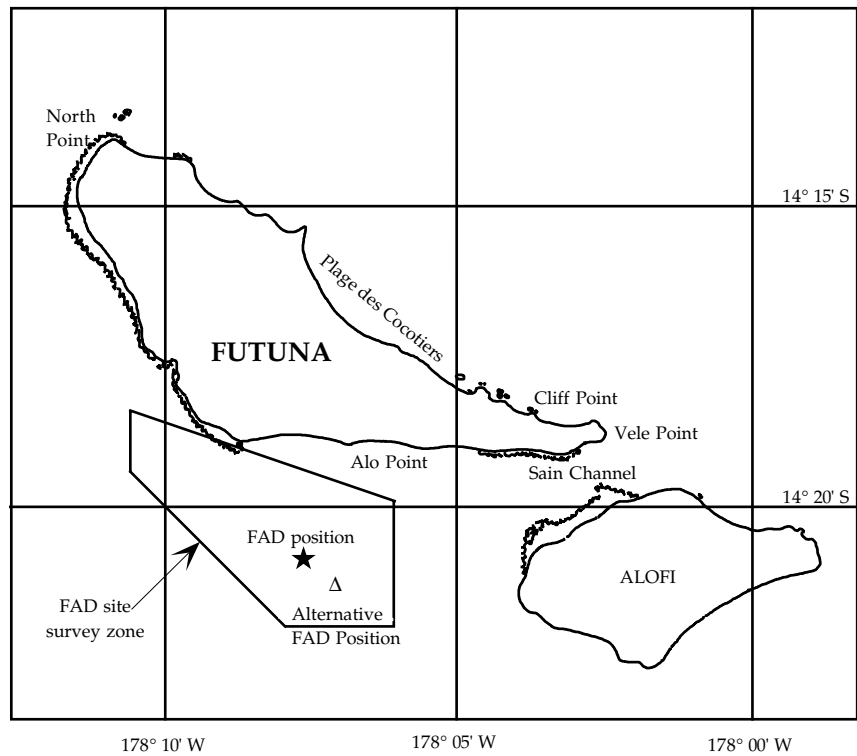 North
Point
14° 15' S
Plage des Cocotiers
FUTUNA
Cliff Point
Vele Point
Alo Point
Sain Channel
14° 20' S
FAD position
Δ
ALOFI
FAD site
survey zone
Alternative
FAD Position
178° 10' W
178° 05' W
178° 00' W